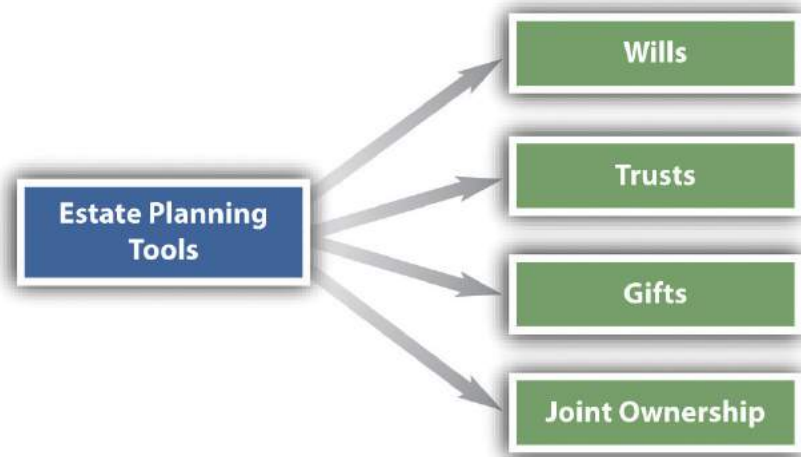 Wills
Trusts
Estate Planning
Tools
Gifts
Joint Ownership